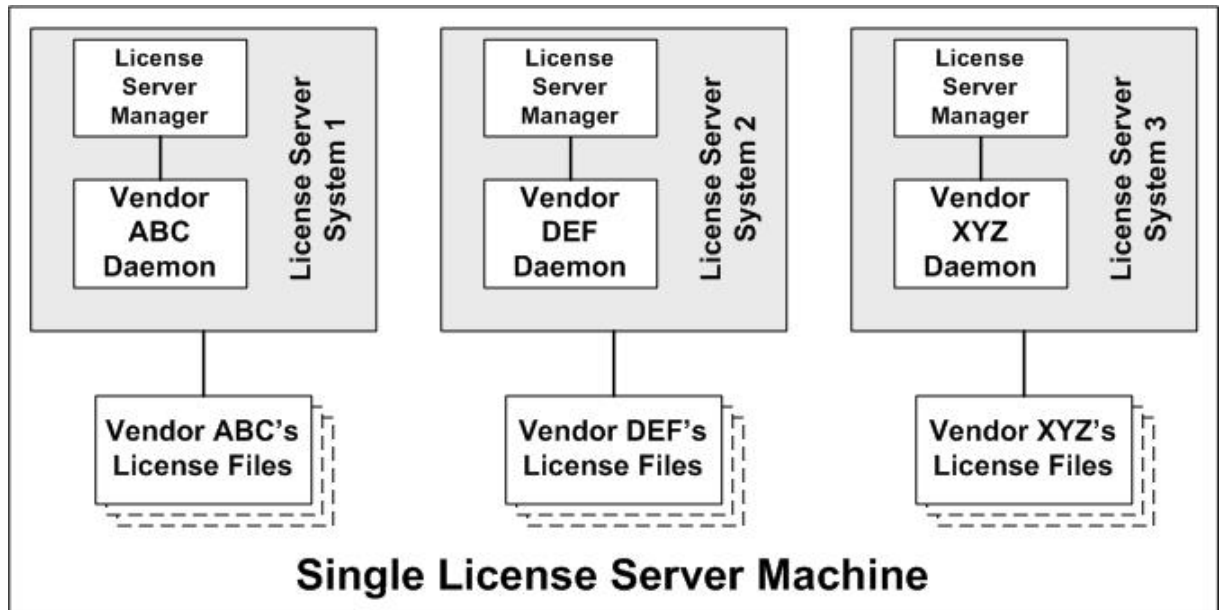 License
Server
Manager
Vendor
ABC
Daemon
License Server
System 1
Vendor ABC's
License Files
License
Server
Manager
Vendor
DEF
Daemon
License Server
System 2
Vendor DEF's
License Files
License
Server
Manager
Vendor
XYZ
Daemon
License Server
System 3
Vendor XYZ's
License Files
Single License Server Machine